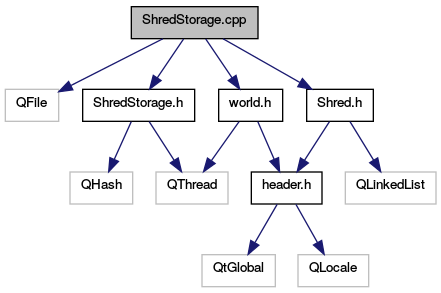 ShredStorage.cpp
QFile
ShredStorage.h
world.h
Shred.h
QHash
QThread
header.h
QLinkedList
QtGlobal
QLocale